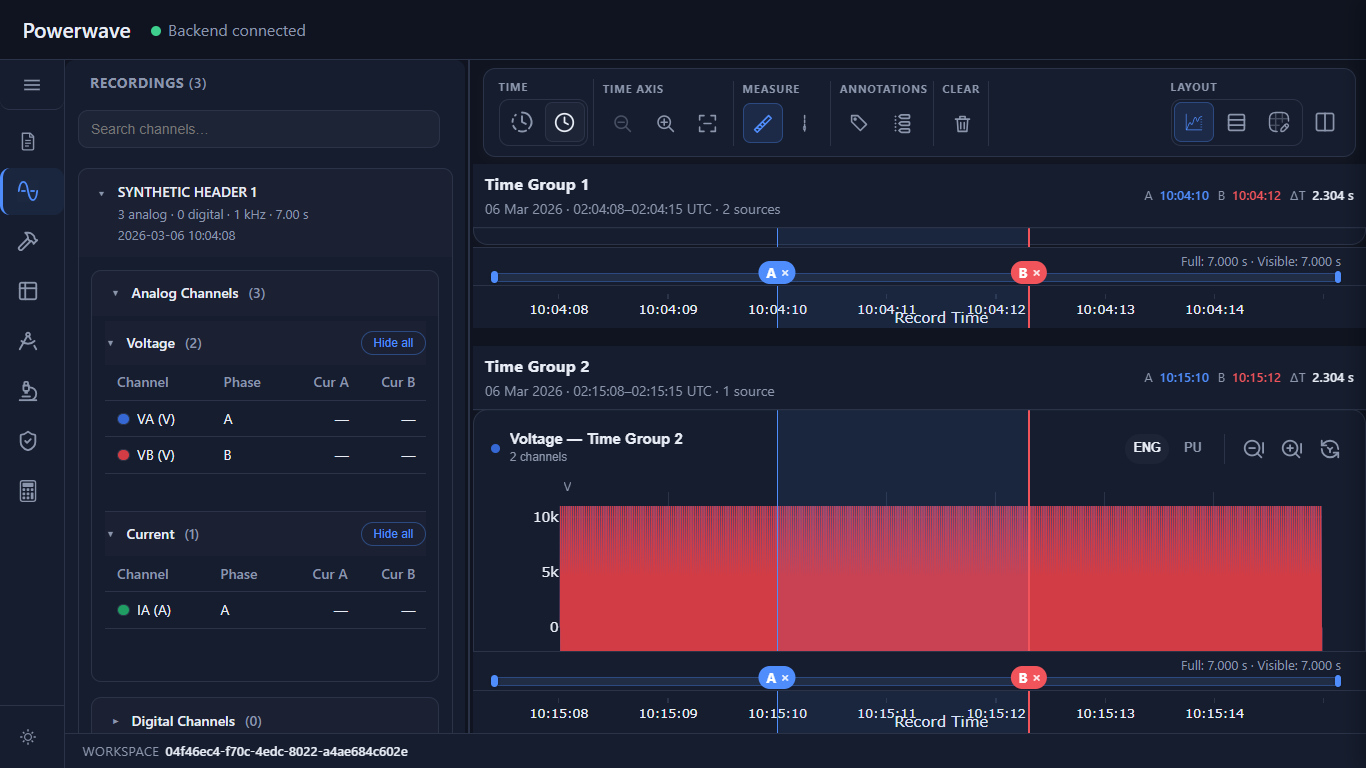 Powerwave
Backend connected
RECORDINGS (3)
Search channels...
SYNTHETIC HEADER 1
3 analog · 0 digital · 1 kHz · 7.00 s
2026-03-06 10:04:08
Analog Channels (3)
Voltage (2) Hide all
Channel Phase Cur A Cur B
VA (V) A — —
VB (V) B — —
Current (1) Hide all
Channel Phase Cur A Cur B
IA (A) A — —
Digital Channels (0)
TIME TIME AXIS MEASURE ANNOTATIONS CLEAR LAYOUT
Time Group 1
06 Mar 2026 · 02:04:08–02:04:15 UTC · 2 sources
A 10:04:10 B 10:04:12 ΔT 2.304 s
Full: 7.000 s · Visible: 7.000 s
A × B ×
10:04:08 10:04:09 10:04:10 10:04:11 10:04:12 10:04:13 10:04:14
Record Time
Time Group 2
06 Mar 2026 · 02:15:08–02:15:15 UTC · 1 source
A 10:15:10 B 10:15:12 ΔT 2.304 s
Voltage — Time Group 2
2 channels
ENG PU
V
10k
5k
0
Full: 7.000 s · Visible: 7.000 s
A × B ×
10:15:08 10:15:09 10:15:10 10:15:11 10:15:12 10:15:13 10:15:14
Record Time
WORKSPACE 04f46ec4-f70c-4edc-8022-a4ae684c602e